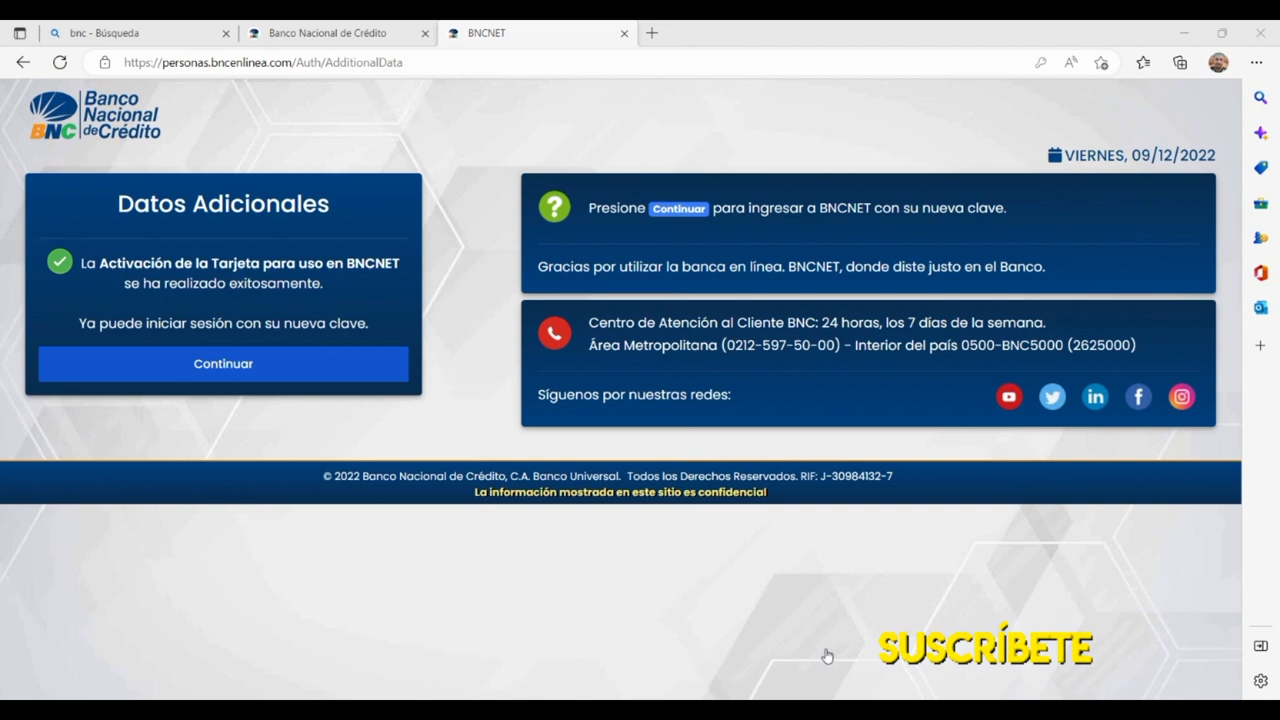 bnc - Búsqueda
Banco Nacional de Crédito
BNCNET
https://personas.bncenlinea.com/Auth/AdditionalData
Banco
Nacional
BNC deCrédito
VIERNES, 09/12/2022
Datos Adicionales
La Activación de la Tarjeta para uso en BNCNET
se ha realizado exitosamente.
Ya puede iniciar sesión con su nueva clave.
Continuar
Presione Continuar para ingresar a BNCNET con su nueva clave.
Gracias por utilizar la banca en línea. BNCNET, donde diste justo en el Banco.
Centro de Atención al Cliente BNC: 24 horas, los 7 días de la semana.
Área Metropolitana (0212-597-50-00) - Interior del país 0500-BNC5000 (2625000)
Síguenos por nuestras redes:
© 2022 Banco Nacional de Crédito, C.A. Banco Universal. Todos los Derechos Reservados. RIF: J-30984132-7
La información mostrada en este sitio es confidencial
SUSCRÍBETE